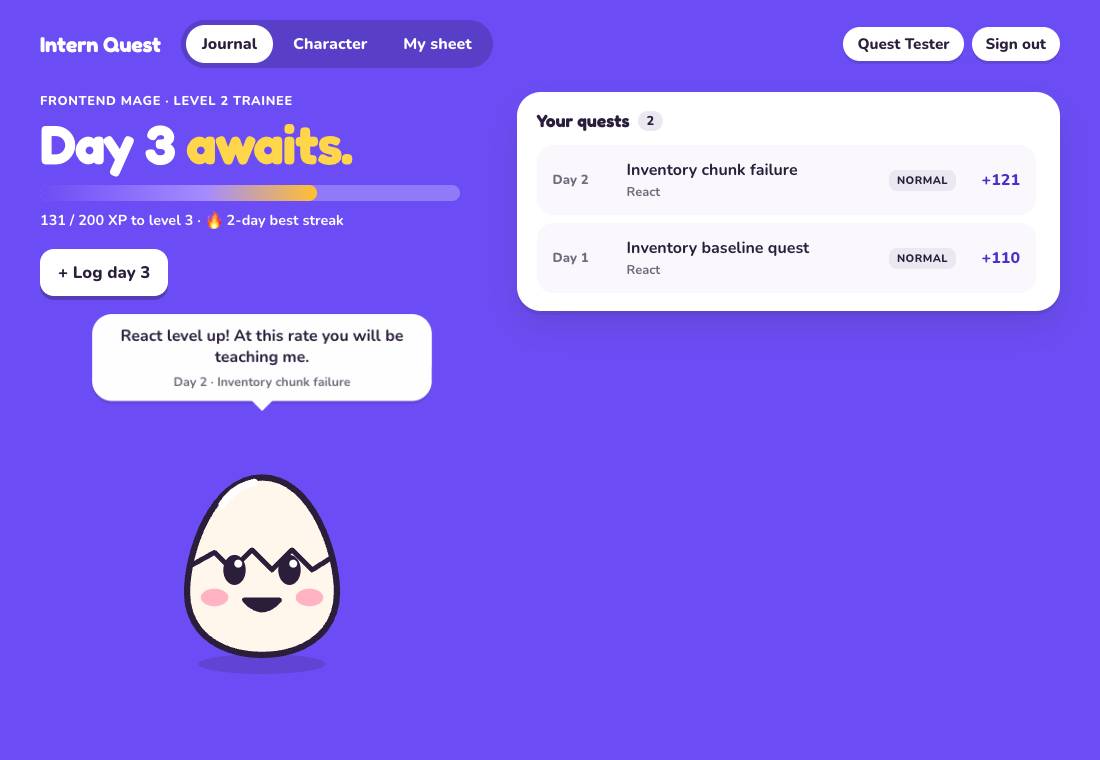 Intern Quest
Journal
Character
My sheet
Quest Tester
Sign out
FRONTEND MAGE · LEVEL 2 TRAINEE
Day 3 awaits.
131 / 200 XP to level 3 · 🔥 2-day best streak
+ Log day 3
React level up! At this rate you will be
teaching me.
Day 2 · Inventory chunk failure
Your quests 2
Day 2
Inventory chunk failure
React
NORMAL
+121
Day 1
Inventory baseline quest
React
NORMAL
+110